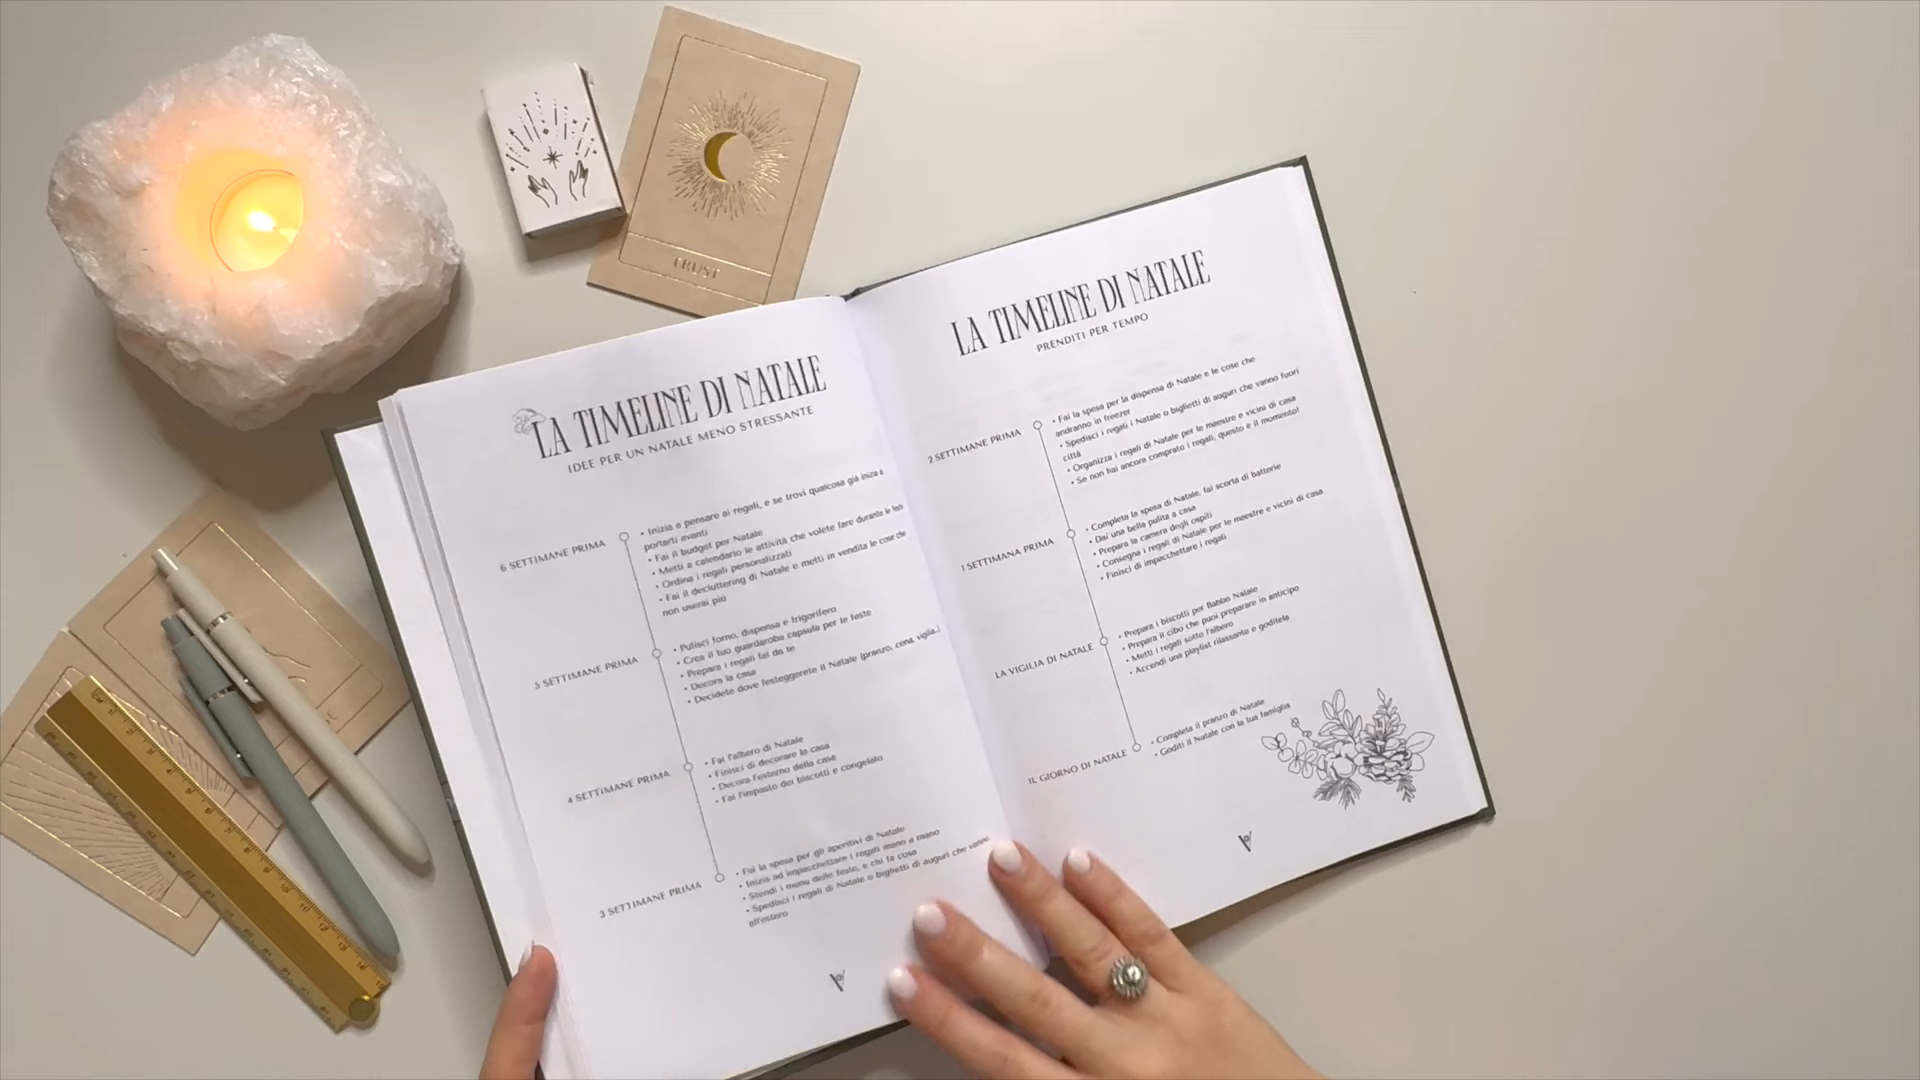 TRUST
LA TIMELINE DI NATALE
IDEE PER UN NATALE MENO STRESSANTE
6 SETTIMANE PRIMA
• Inizia a pensare ai regali, e se trovi qualcosa già inizia a
portarti avanti
• Fai il budget per Natale
• Metti a calendario le attività che volete fare durante le feste
• Ordina i regali personalizzati
• Fai il decluttering di Natale e metti in vendita le cose che
non userai più
5 SETTIMANE PRIMA
• Pulisci forno, dispensa e frigorifero
• Crea il tuo guardaroba capsula per le feste
• Prepara i regali fai da te
• Decora la casa
• Decidete dove festeggerete il Natale (pranzo, cena, vigilia..)
4 SETTIMANE PRIMA
• Fai l'albero di Natale
• Finisci di decorare la casa
• Decora l'esterno della casa
• Fai l'impasto dei biscotti e congelalo
3 SETTIMANE PRIMA
• Fai la spesa per gli aperitivi di Natale
• Inizia ad impacchettare i regali mano a mano
• Stendi i menu delle feste, e chi fa cosa
• Spedisci i regali di Natale o biglietti di auguri che vanno
all'estero
LA TIMELINE DI NATALE
PRENDITI PER TEMPO
2 SETTIMANE PRIMA
• Fai la spesa per la dispensa di Natale e le cose che
andranno in freezer
• Spedisci i regali i Natale o biglietti di auguri che vanno fuori
città
• Organizza i regali di Natale per le maestre e vicini di casa
• Se non hai ancora comprato i regali, questo è il momento!
1 SETTIMANA PRIMA
• Completa la spesa di Natale, fai scorta di batterie
• Dai una bella pulita a casa
• Prepara la camera degli ospiti
• Consegna i regali di Natale per le maestre e vicini di casa
• Finisci di impacchettare i regali
LA VIGILIA DI NATALE
• Prepara i biscotti per Babbo Natale
• Prepara il cibo che puoi preparare in anticipo
• Metti i regali sotto l'albero
• Accendi una playlist rilassante e goditela
IL GIORNO DI NATALE
• Completa il pranzo di Natale
• Goditi il Natale con la tua famiglia